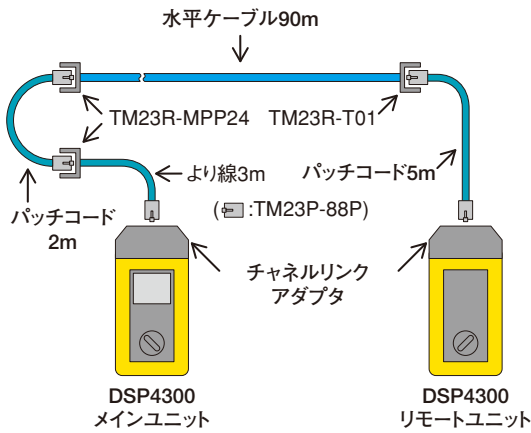 水平ケーブル90m
TM23R-MPP24
TM23R-T01
より線3m
パッチコード5m
パッチコード
2m
(:TM23P-88P)
チャネルリンク
アダプタ
DSP4300
メインユニット
DSP4300
リモートユニット